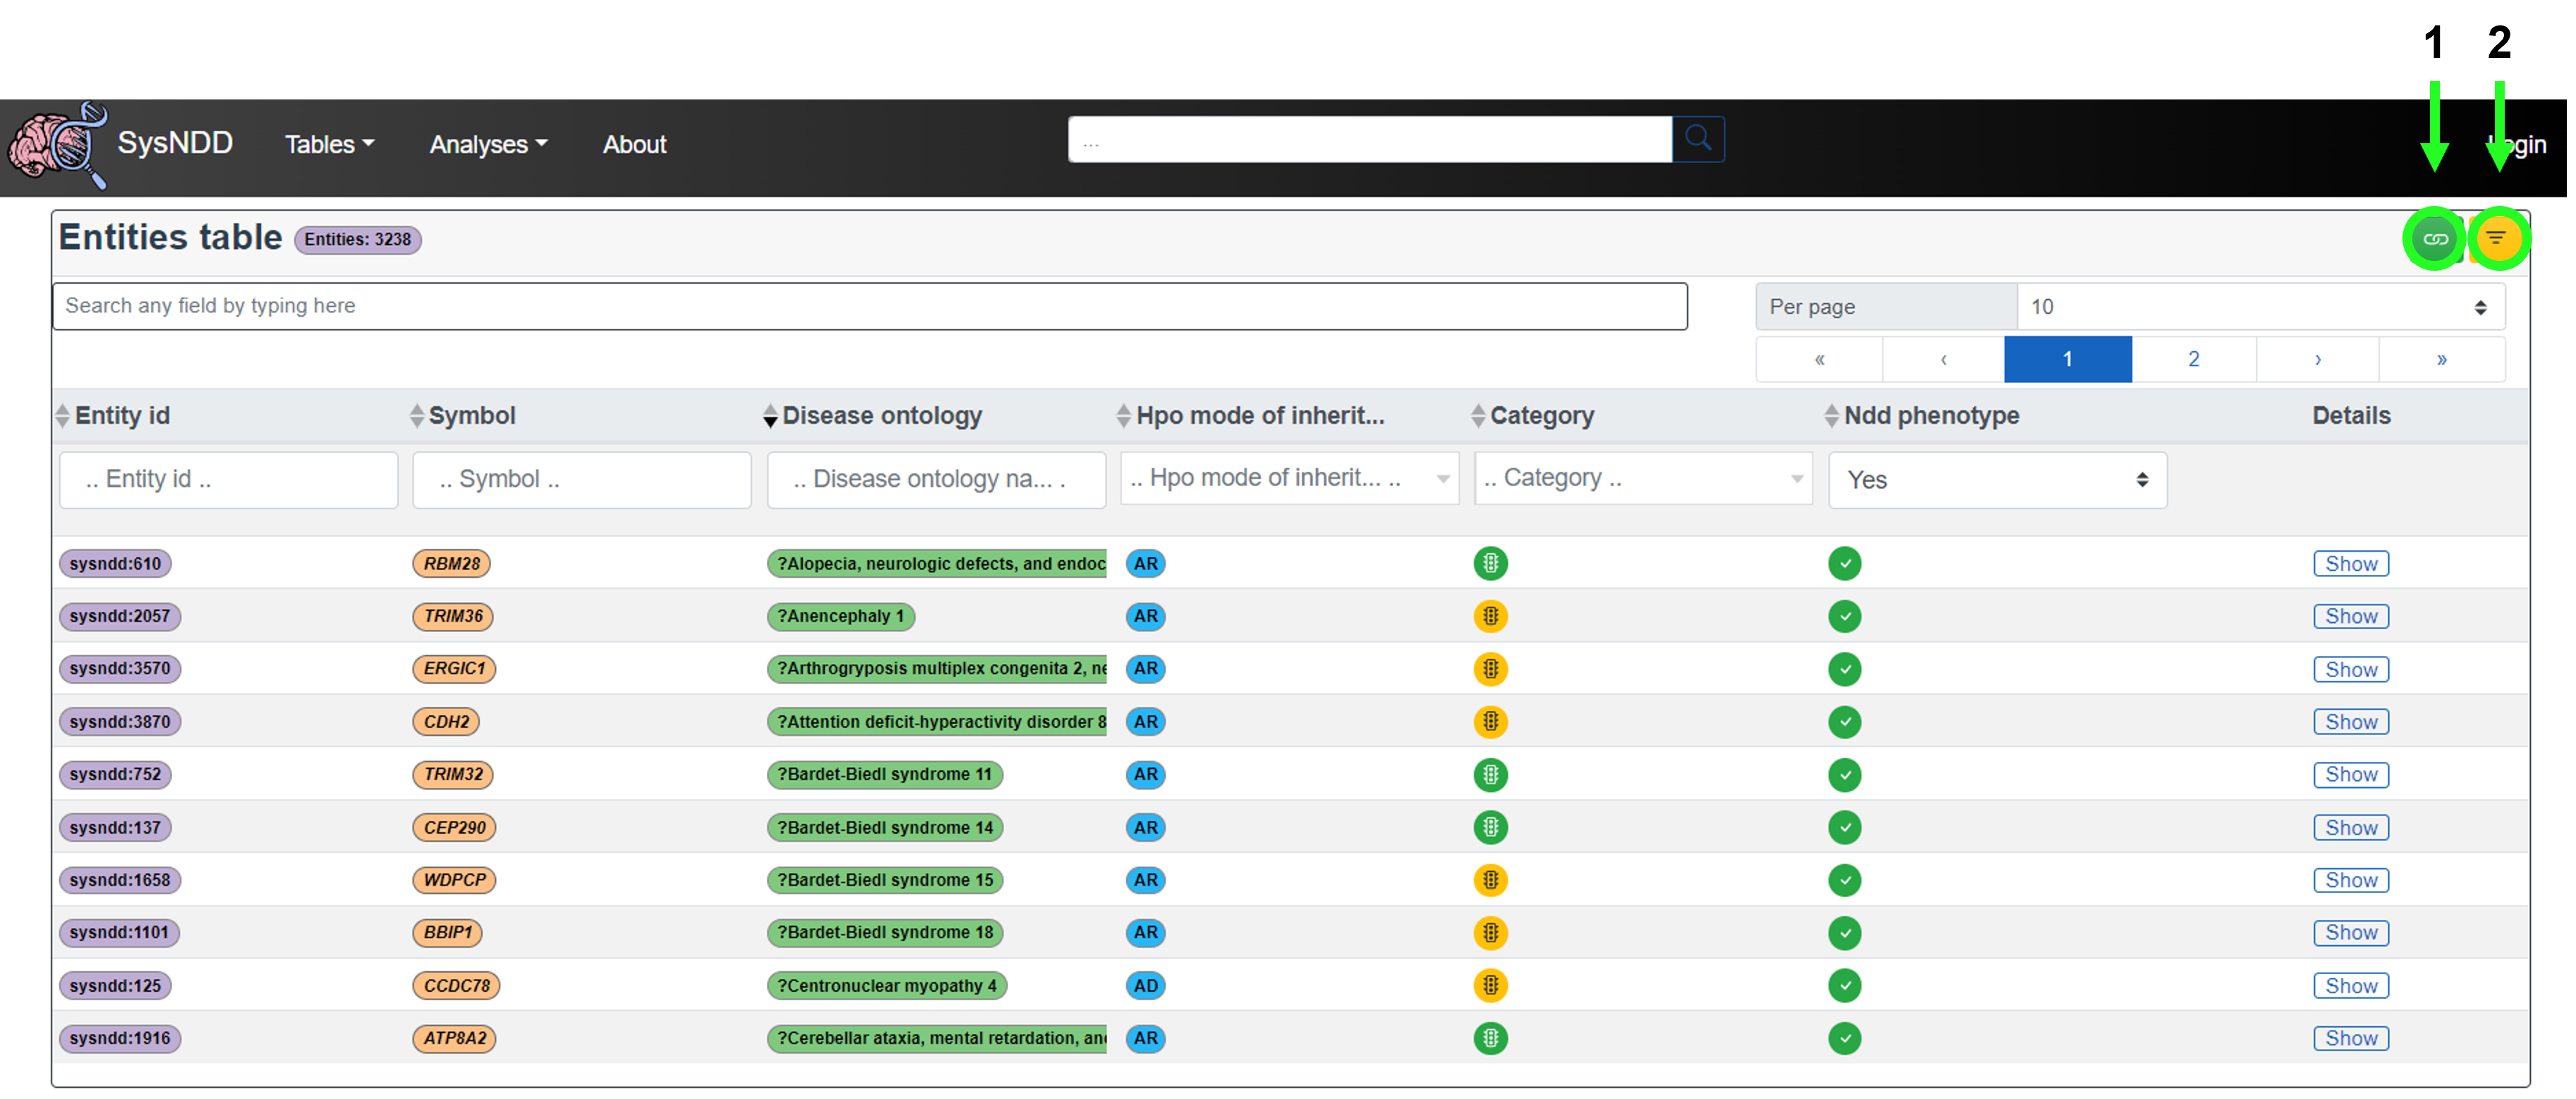 1 2
SysNDD Tables Analyses About ... Login
Entities table Entities: 3238
Search any field by typing here Per page 10
« ‹ 1 2 › »
Entity id Symbol Disease ontology Hpo mode of inherit... Category Ndd phenotype Details
.. Entity id .. .. Symbol .. .. Disease ontology na... . .. Hpo mode of inherit... .. .. Category .. Yes
sysndd:610 RBM28 ?Alopecia, neurologic defects, and endoc AR Show
sysndd:2057 TRIM36 ?Anencephaly 1 AR Show
sysndd:3570 ERGIC1 ?Arthrogryposis multiplex congenita 2, ne AR Show
sysndd:3870 CDH2 ?Attention deficit-hyperactivity disorder 8 AR Show
sysndd:752 TRIM32 ?Bardet-Biedl syndrome 11 AR Show
sysndd:137 CEP290 ?Bardet-Biedl syndrome 14 AR Show
sysndd:1658 WDPCP ?Bardet-Biedl syndrome 15 AR Show
sysndd:1101 BBIP1 ?Bardet-Biedl syndrome 18 AR Show
sysndd:125 CCDC78 ?Centronuclear myopathy 4 AD Show
sysndd:1916 ATP8A2 ?Cerebellar ataxia, mental retardation, an AR Show